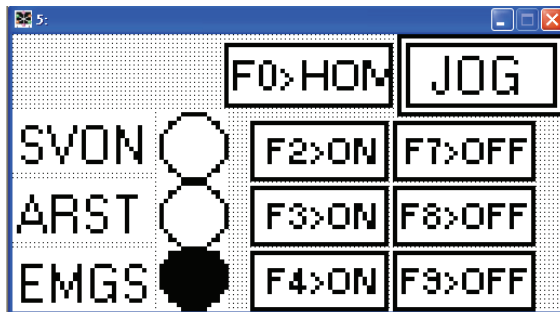 5:
F0>HOM JOG
SVON F2>ON F7>OFF
ARST F3>ON F8>OFF
EMGS F4>ON F9>OFF